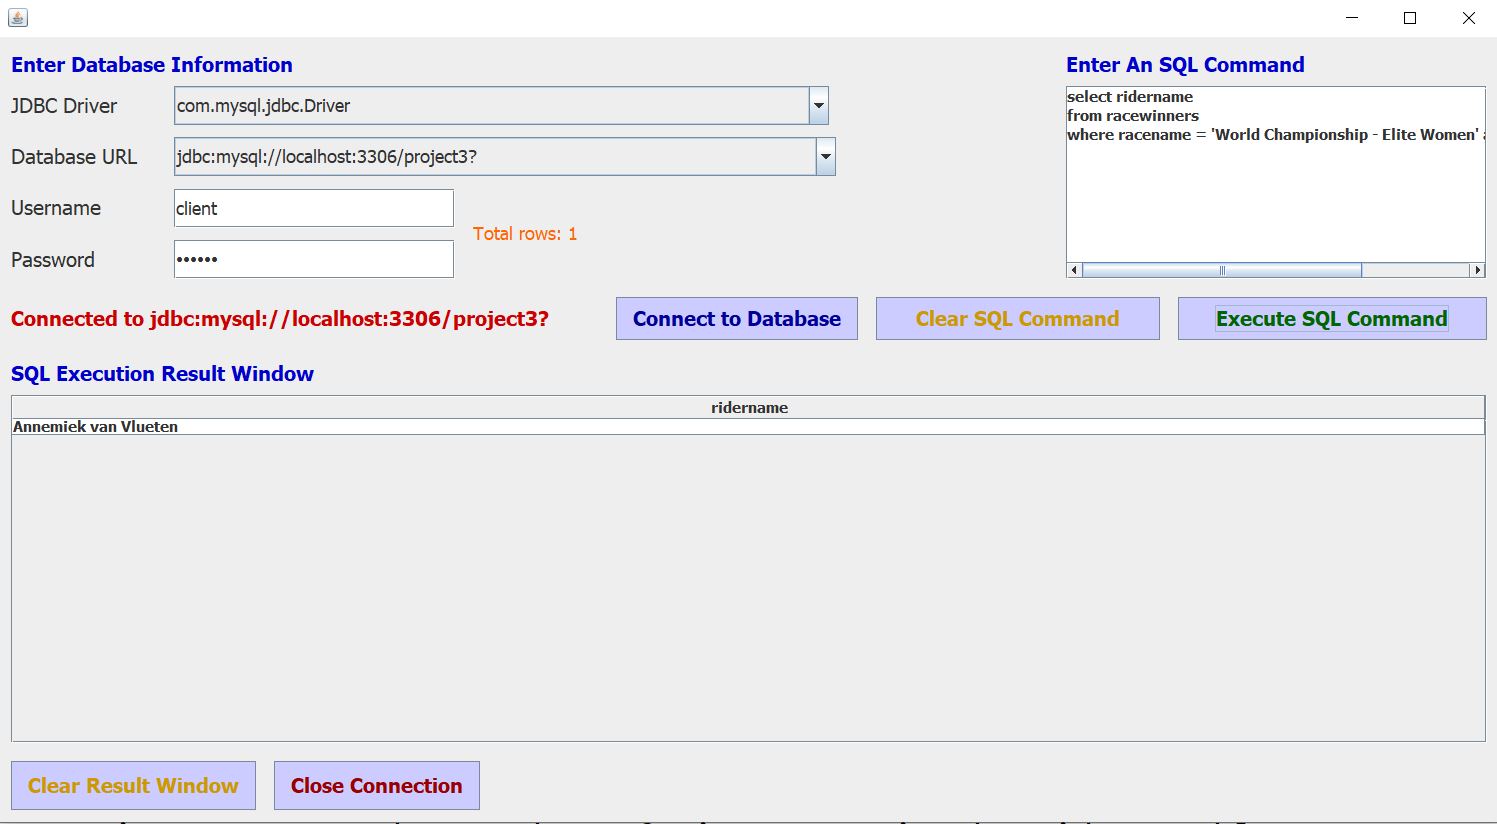 Enter Database Information
Enter An SQL Command
JDBC Driver
com.mysql.jdbc.Driver
select ridername
from racewinners
where racename = 'World Championship - Elite Women'
Database URL
jdbc:mysql://localhost:3306/project3?
Username
client
Total rows: 1
Password
••••••
Connected to jdbc:mysql://localhost:3306/project3?
Connect to Database
Clear SQL Command
Execute SQL Command
SQL Execution Result Window
ridername
Annemiek van Vlueten
Clear Result Window
Close Connection